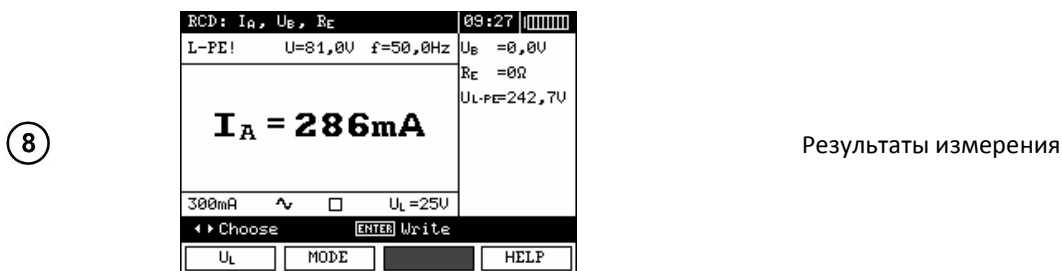 RCD: IA, UB, RE 09:27
L-PE! U=81,0V f=50,0Hz
UB =0,0V
RE =0Ω
UL-PE=242,7V
IA = 286mA
300mA ∿ □ UL =25V
◂ ▸ Choose ENTER Write
UL MODE HELP
8
Результаты измерения